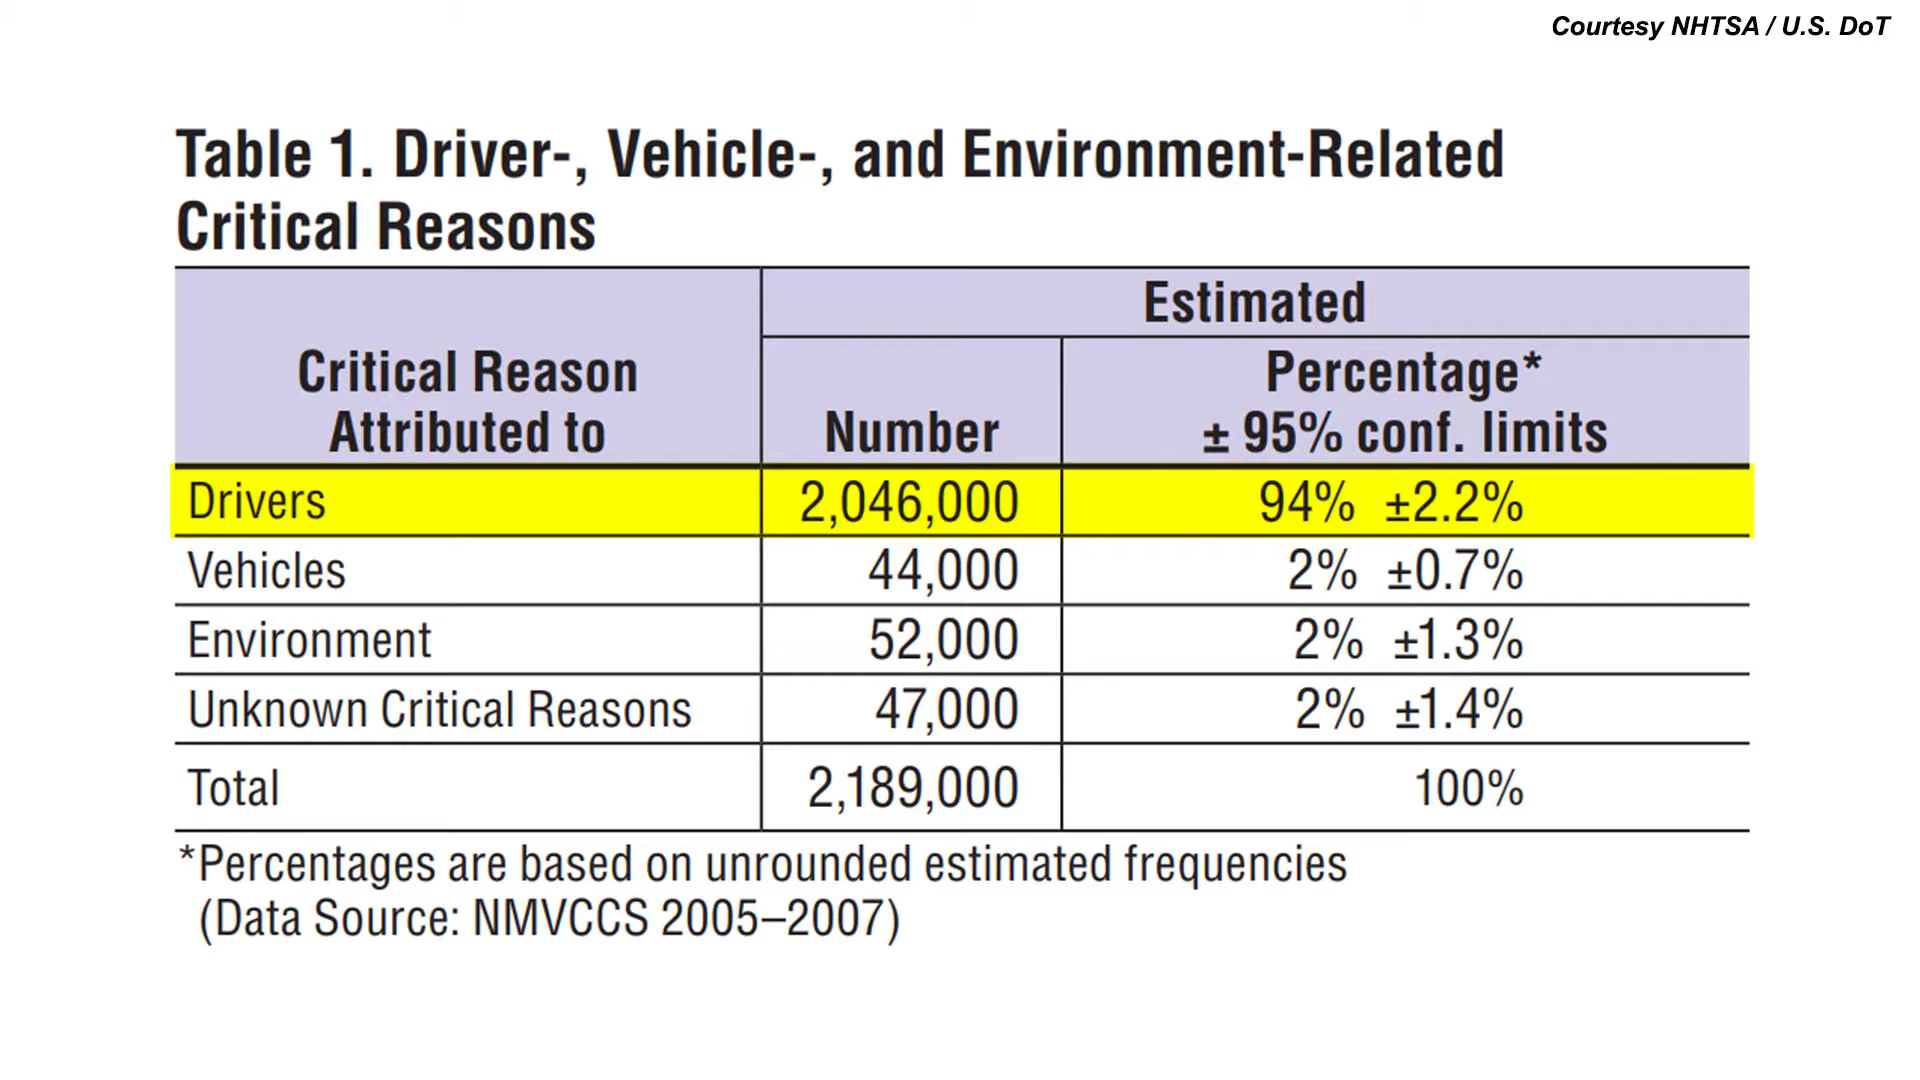 Courtesy NHTSA / U.S. DoT
Table 1. Driver-, Vehicle-, and Environment-Related
Critical Reasons
Critical Reason
Attributed to
Estimated
Number
Percentage*
± 95% conf. limits
Drivers 2,046,000 94% ±2.2%
Vehicles 44,000 2% ±0.7%
Environment 52,000 2% ±1.3%
Unknown Critical Reasons 47,000 2% ±1.4%
Total 2,189,000 100%
*Percentages are based on unrounded estimated frequencies
(Data Source: NMVCCS 2005–2007)